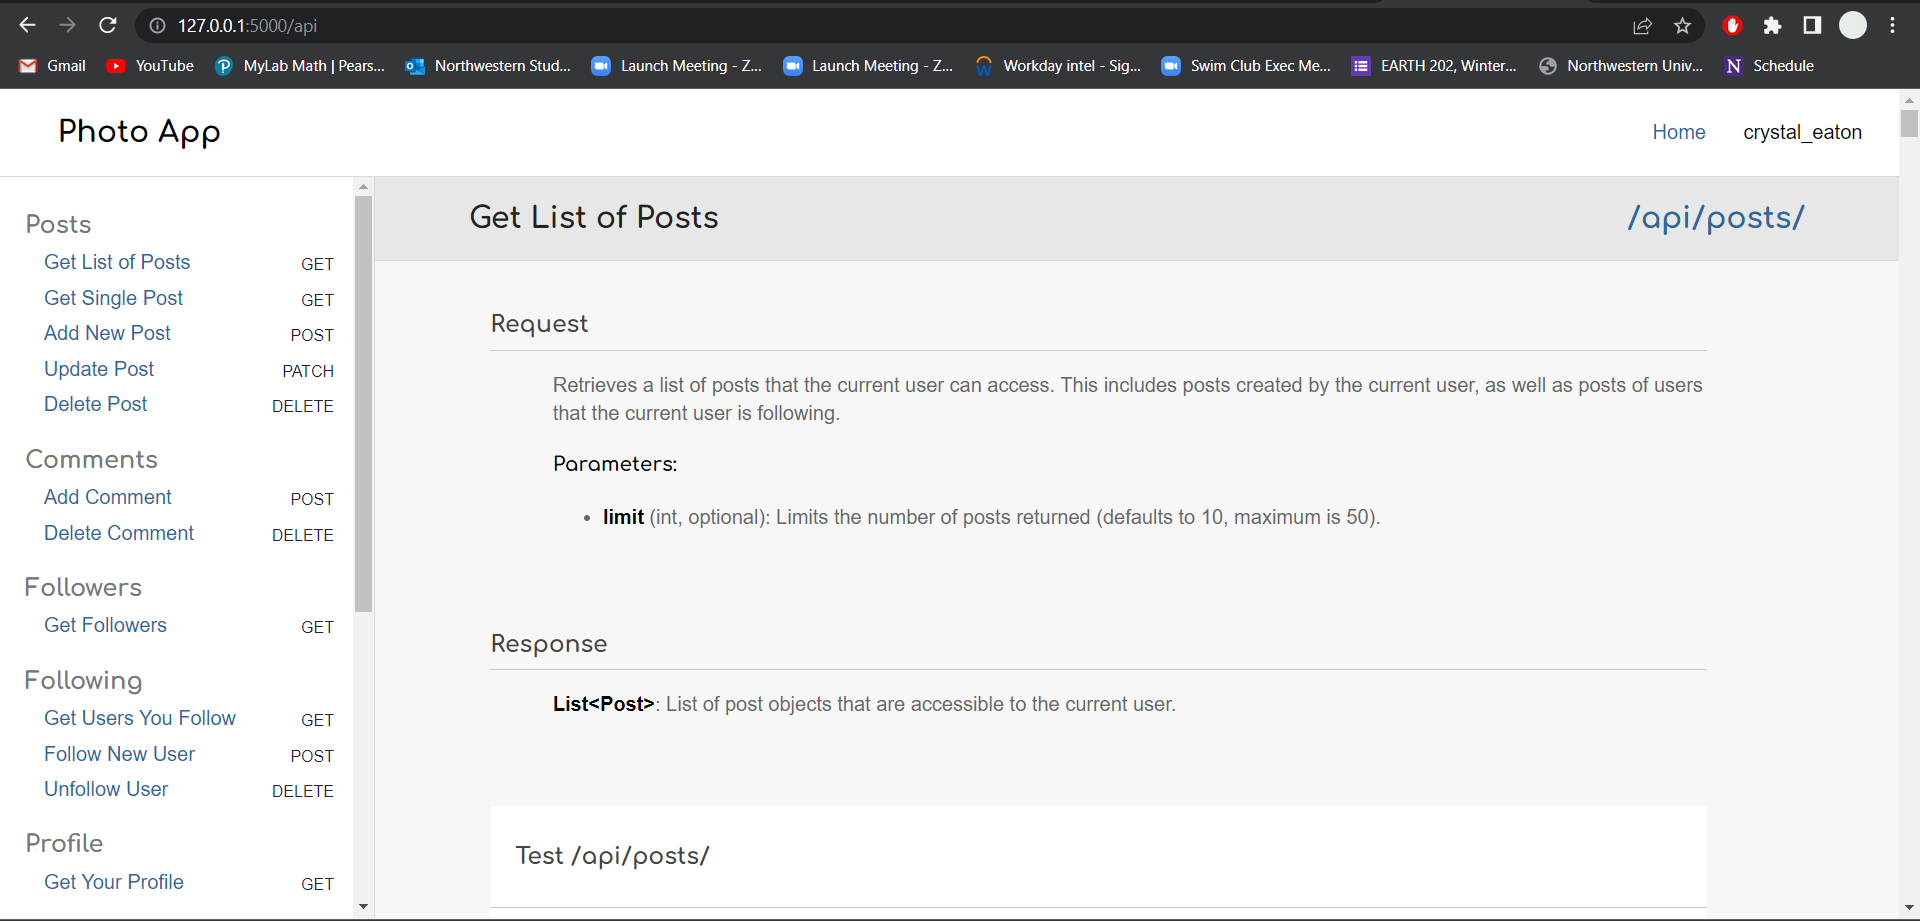 127.0.0.1:5000/api
Gmail YouTube MyLab Math | Pears... Northwestern Stud... Launch Meeting - Z... Launch Meeting - Z... Workday intel - Sig... Swim Club Exec Me... EARTH 202, Winter... Northwestern Univ... N Schedule
Photo App
Home crystal_eaton
Posts
Get List of Posts GET
Get Single Post GET
Add New Post POST
Update Post PATCH
Delete Post DELETE
Comments
Add Comment POST
Delete Comment DELETE
Followers
Get Followers GET
Following
Get Users You Follow GET
Follow New User POST
Unfollow User DELETE
Profile
Get Your Profile GET
Get List of Posts /api/posts/
Request
Retrieves a list of posts that the current user can access. This includes posts created by the current user, as well as posts of users
that the current user is following.
Parameters:
• limit (int, optional): Limits the number of posts returned (defaults to 10, maximum is 50).
Response
List<Post>: List of post objects that are accessible to the current user.
Test /api/posts/